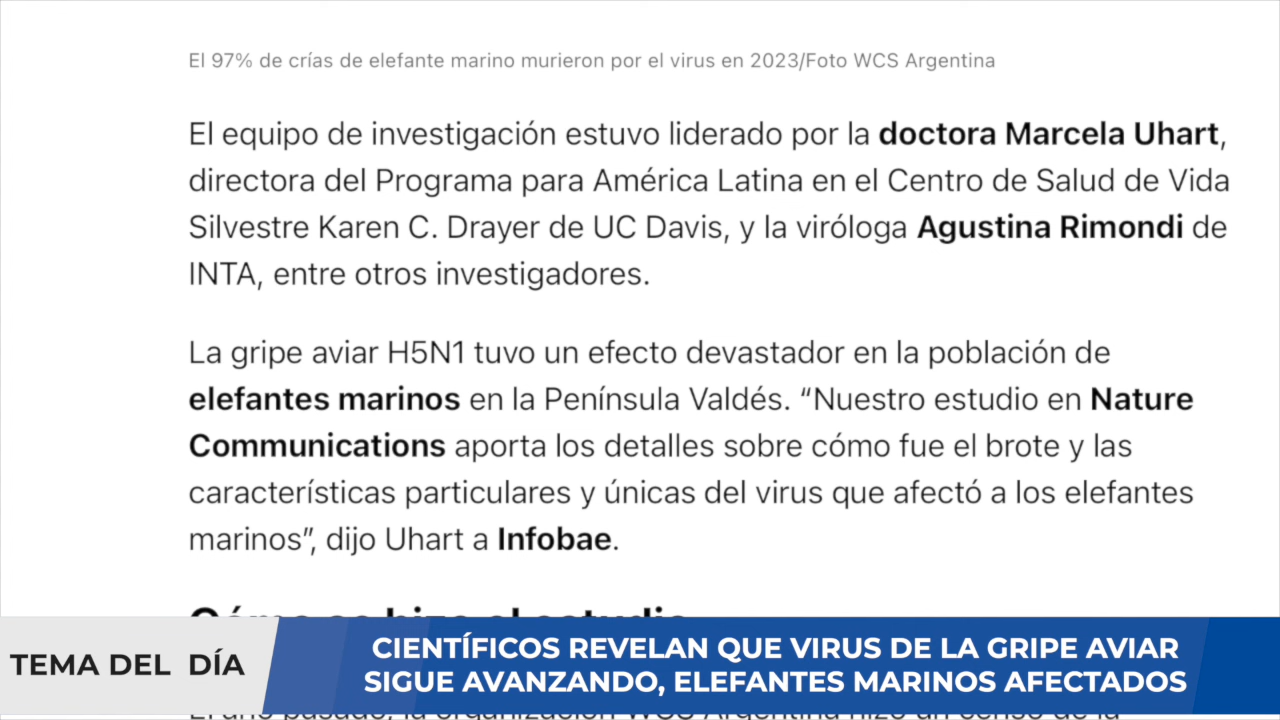 El 97% de crías de elefante marino murieron por el virus en 2023/Foto WCS Argentina
El equipo de investigación estuvo liderado por la doctora Marcela Uhart,
directora del Programa para América Latina en el Centro de Salud de Vida
Silvestre Karen C. Drayer de UC Davis, y la viróloga Agustina Rimondi de
INTA, entre otros investigadores.
La gripe aviar H5N1 tuvo un efecto devastador en la población de
elefantes marinos en la Península Valdés. “Nuestro estudio en Nature
Communications aporta los detalles sobre cómo fue el brote y las
características particulares y únicas del virus que afectó a los elefantes
marinos”, dijo Uhart a Infobae.
Cómo se hizo el estudio
TEMA DEL DÍA
CIENTÍFICOS REVELAN QUE VIRUS DE LA GRIPE AVIAR
SIGUE AVANZANDO, ELEFANTES MARINOS AFECTADOS